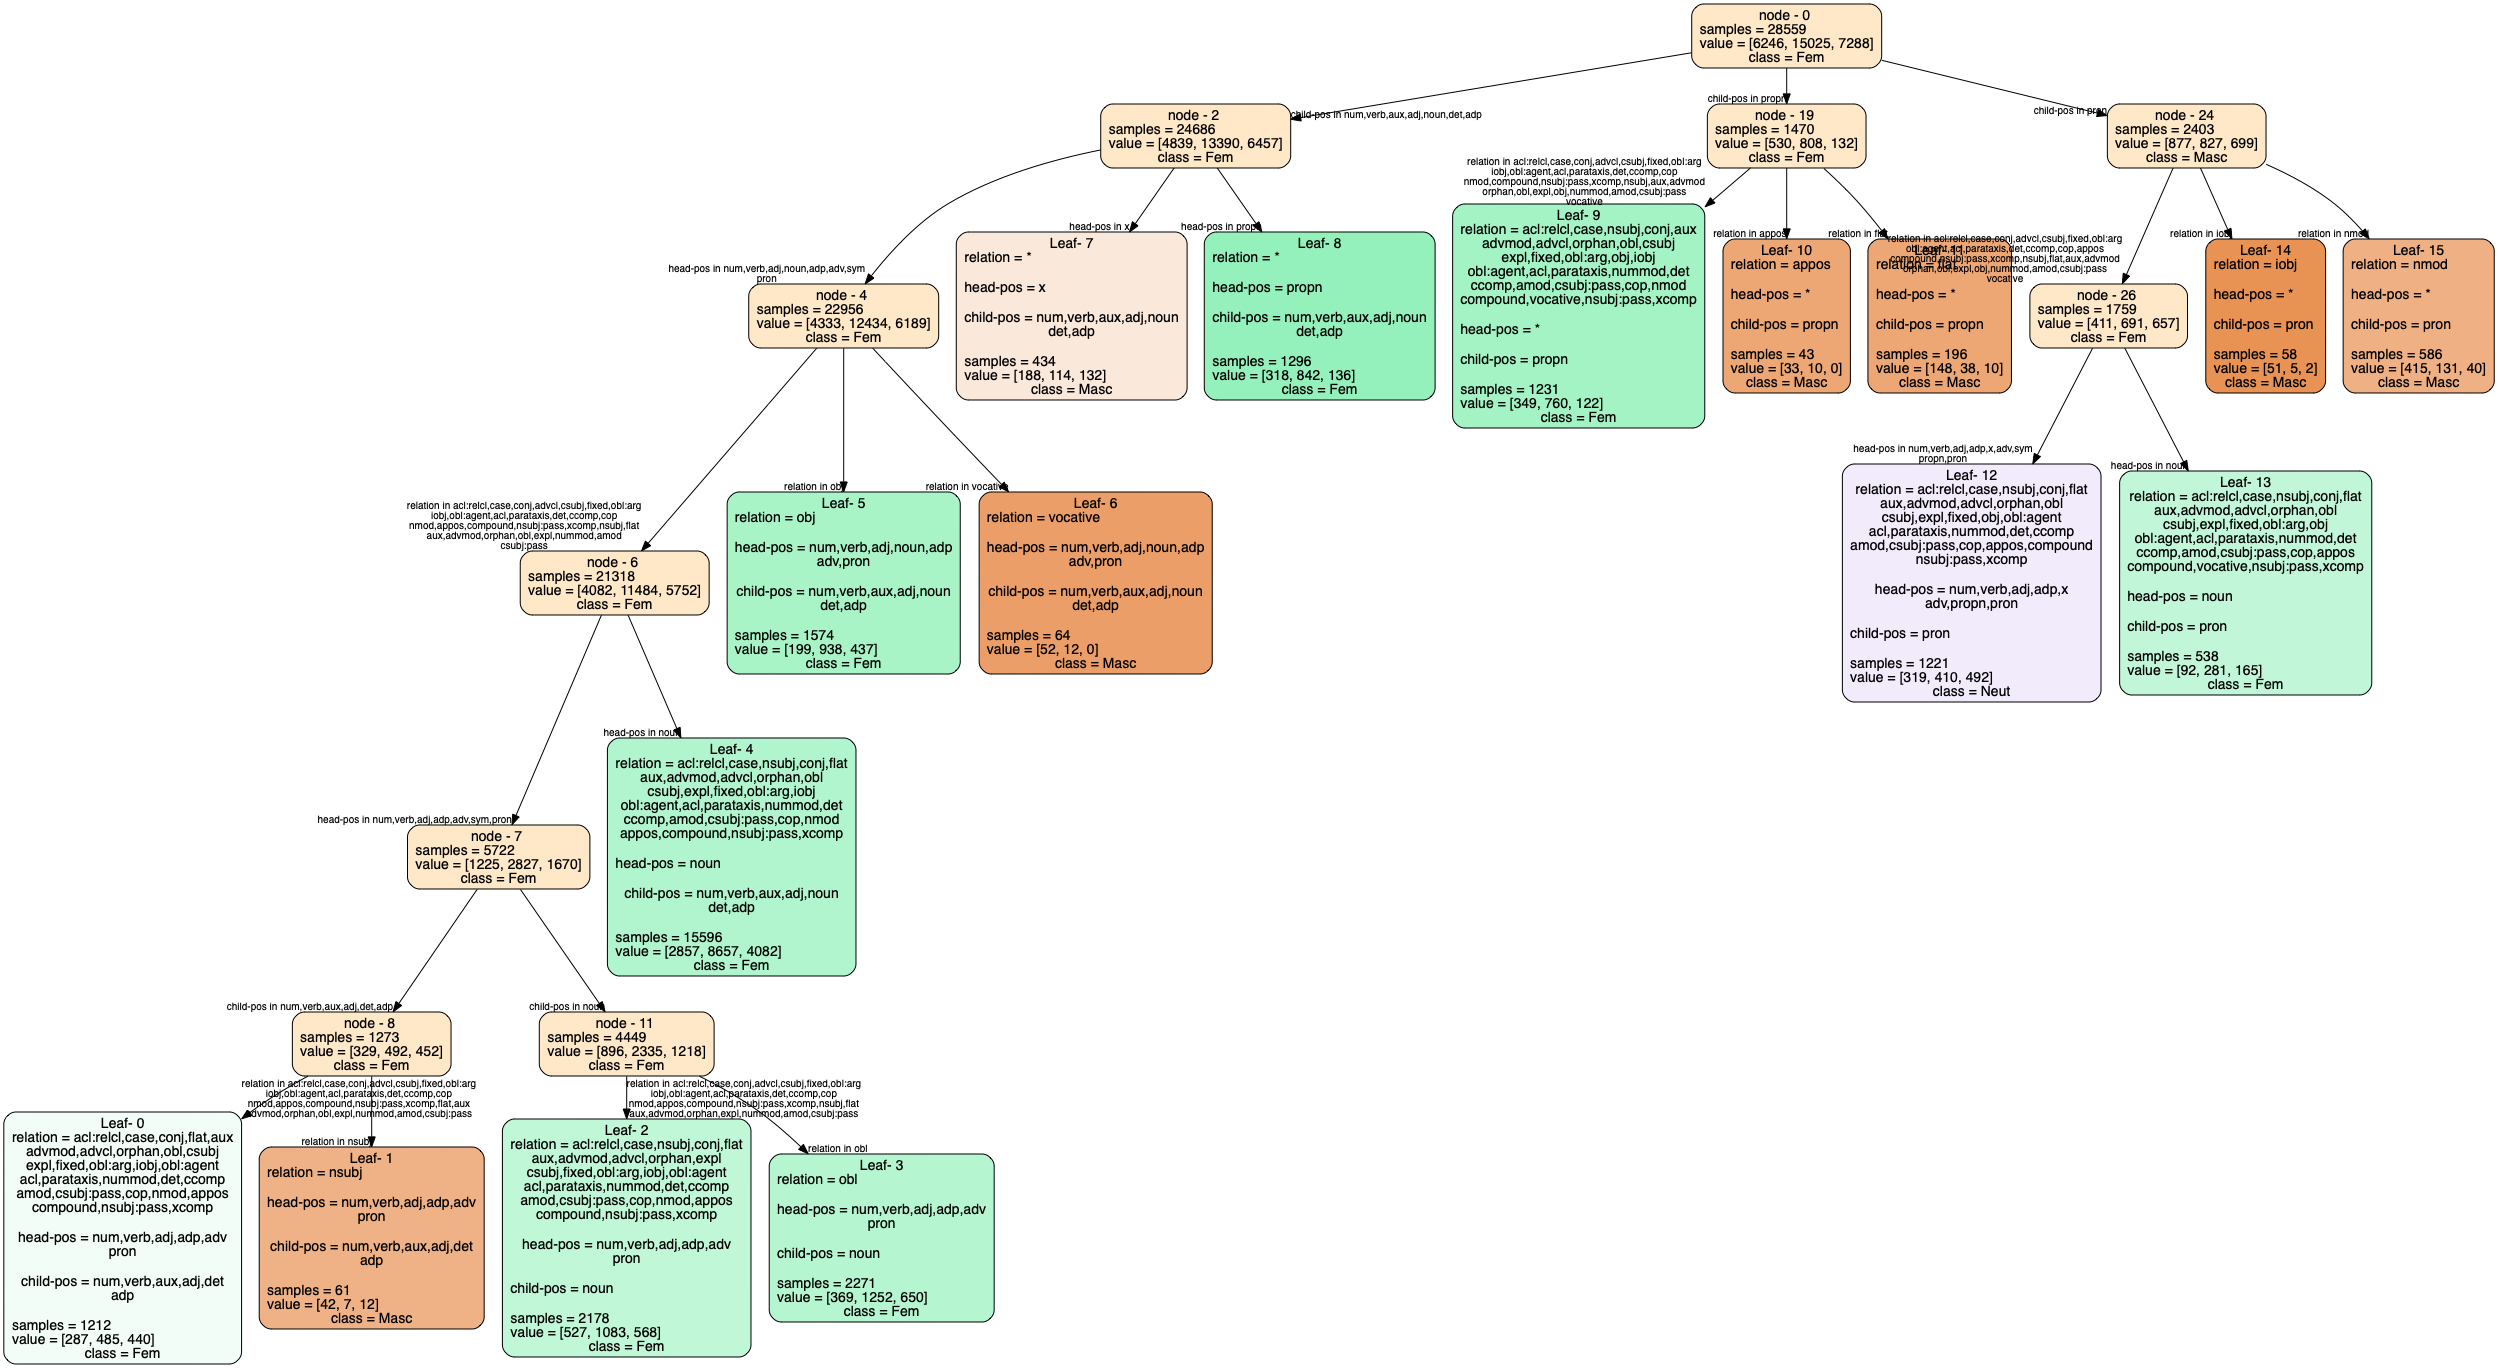 node - 0
samples = 28559
value = [6246, 15025, 7288]
class = Fem
child-pos in num,verb,aux,adj,noun,det,adp
node - 2
samples = 24686
value = [4839, 13390, 6457]
class = Fem
child-pos in propn
node - 19
samples = 1470
value = [530, 808, 132]
class = Fem
child-pos in pron
node - 24
samples = 2403
value = [877, 827, 699]
class = Masc
head-pos in num,verb,adj,noun,adp,adv,sym
pron
node - 4
samples = 22956
value = [4333, 12434, 6189]
class = Fem
head-pos in x
Leaf- 7
relation = *
head-pos = x
child-pos = num,verb,aux,adj,noun
det,adp
samples = 434
value = [188, 114, 132]
class = Masc
head-pos in propn
Leaf- 8
relation = *
head-pos = propn
child-pos = num,verb,aux,adj,noun
det,adp
samples = 1296
value = [318, 842, 136]
class = Fem
relation in acl:relcl,case,conj,advcl,csubj,fixed,obl:arg
iobj,obl:agent,acl,parataxis,det,ccomp,cop
nmod,compound,nsubj:pass,xcomp,nsubj,aux,advmod
orphan,obl,expl,obj,nummod,amod,csubj:pass
vocative
Leaf- 9
relation = acl:relcl,case,nsubj,conj,aux
advmod,advcl,orphan,obl,csubj
expl,fixed,obl:arg,obj,iobj
obl:agent,acl,parataxis,nummod,det
ccomp,amod,csubj:pass,cop,nmod
compound,vocative,nsubj:pass,xcomp
head-pos = *
child-pos = propn
samples = 1231
value = [349, 760, 122]
class = Fem
relation in appos
Leaf- 10
relation = appos
head-pos = *
child-pos = propn
samples = 43
value = [33, 10, 0]
class = Masc
relation in flat
Leaf- 11
relation = flat
head-pos = *
child-pos = propn
samples = 196
value = [148, 38, 10]
class = Masc
relation in acl:relcl,case,conj,advcl,csubj,fixed,obl:arg
obl:agent,acl,parataxis,det,ccomp,cop,appos
compound,nsubj:pass,xcomp,nsubj,flat,aux,advmod
orphan,obl,expl,obj,nummod,amod,csubj:pass
vocative
node - 26
samples = 1759
value = [411, 691, 657]
class = Fem
relation in iobj
Leaf- 14
relation = iobj
head-pos = *
child-pos = pron
samples = 58
value = [51, 5, 2]
class = Masc
relation in nmod
Leaf- 15
relation = nmod
head-pos = *
child-pos = pron
samples = 586
value = [415, 131, 40]
class = Masc
relation in acl:relcl,case,conj,advcl,csubj,fixed,obl:arg
iobj,obl:agent,acl,parataxis,det,ccomp,cop
nmod,appos,compound,nsubj:pass,xcomp,nsubj,flat
aux,advmod,orphan,obl,expl,nummod,amod
csubj:pass
node - 6
samples = 21318
value = [4082, 11484, 5752]
class = Fem
relation in obj
Leaf- 5
relation = obj
head-pos = num,verb,adj,noun,adp
adv,pron
child-pos = num,verb,aux,adj,noun
det,adp
samples = 1574
value = [199, 938, 437]
class = Fem
relation in vocative
Leaf- 6
relation = vocative
head-pos = num,verb,adj,noun,adp
adv,pron
child-pos = num,verb,aux,adj,noun
det,adp
samples = 64
value = [52, 12, 0]
class = Masc
head-pos in num,verb,adj,adp,x,adv,sym
propn,pron
Leaf- 12
relation = acl:relcl,case,nsubj,conj,flat
aux,advmod,advcl,orphan,obl
csubj,expl,fixed,obj,obl:agent
acl,parataxis,nummod,det,ccomp
amod,csubj:pass,cop,appos,compound
nsubj:pass,xcomp
head-pos = num,verb,adj,adp,x
adv,propn,pron
child-pos = pron
samples = 1221
value = [319, 410, 492]
class = Neut
head-pos in noun
Leaf- 13
relation = acl:relcl,case,nsubj,conj,flat
aux,advmod,advcl,orphan,obl
csubj,expl,fixed,obl:arg,obj
obl:agent,acl,parataxis,nummod,det
ccomp,amod,csubj:pass,cop,appos
compound,vocative,nsubj:pass,xcomp
head-pos = noun
child-pos = pron
samples = 538
value = [92, 281, 165]
class = Fem
head-pos in num,verb,adj,adp,adv,sym,pron
node - 7
samples = 5722
value = [1225, 2827, 1670]
class = Fem
head-pos in noun
Leaf- 4
relation = acl:relcl,case,nsubj,conj,flat
aux,advmod,advcl,orphan,obl
csubj,expl,fixed,obl:arg,iobj
obl:agent,acl,parataxis,nummod,det
ccomp,amod,csubj:pass,cop,nmod
appos,compound,nsubj:pass,xcomp
head-pos = noun
child-pos = num,verb,aux,adj,noun
det,adp
samples = 15596
value = [2857, 8657, 4082]
class = Fem
child-pos in num,verb,aux,adj,det,adp
node - 8
samples = 1273
value = [329, 492, 452]
class = Fem
child-pos in noun
node - 11
samples = 4449
value = [896, 2335, 1218]
class = Fem
relation in acl:relcl,case,conj,advcl,csubj,fixed,obl:arg
iobj,obl:agent,acl,parataxis,det,ccomp,cop
nmod,appos,compound,nsubj:pass,xcomp,flat,aux
advmod,orphan,obl,expl,nummod,amod,csubj:pass
Leaf- 0
relation = acl:relcl,case,conj,flat,aux
advmod,advcl,orphan,obl,csubj
expl,fixed,obl:arg,iobj,obl:agent
acl,parataxis,nummod,det,ccomp
amod,csubj:pass,cop,nmod,appos
compound,nsubj:pass,xcomp
head-pos = num,verb,adj,adp,adv
pron
child-pos = num,verb,aux,adj,det
adp
samples = 1212
value = [287, 485, 440]
class = Fem
relation in nsubj
Leaf- 1
relation = nsubj
head-pos = num,verb,adj,adp,adv
pron
child-pos = num,verb,aux,adj,det
adp
samples = 61
value = [42, 7, 12]
class = Masc
relation in acl:relcl,case,conj,advcl,csubj,fixed,obl:arg
iobj,obl:agent,acl,parataxis,det,ccomp,cop
nmod,appos,compound,nsubj:pass,xcomp,nsubj,flat
aux,advmod,orphan,expl,nummod,amod,csubj:pass
Leaf- 2
relation = acl:relcl,case,nsubj,conj,flat
aux,advmod,advcl,orphan,expl
csubj,fixed,obl:arg,iobj,obl:agent
acl,parataxis,nummod,det,ccomp
amod,csubj:pass,cop,nmod,appos
compound,nsubj:pass,xcomp
head-pos = num,verb,adj,adp,adv
pron
child-pos = noun
samples = 2178
value = [527, 1083, 568]
class = Fem
relation in obl
Leaf- 3
relation = obl
head-pos = num,verb,adj,adp,adv
pron
child-pos = noun
samples = 2271
value = [369, 1252, 650]
class = Fem